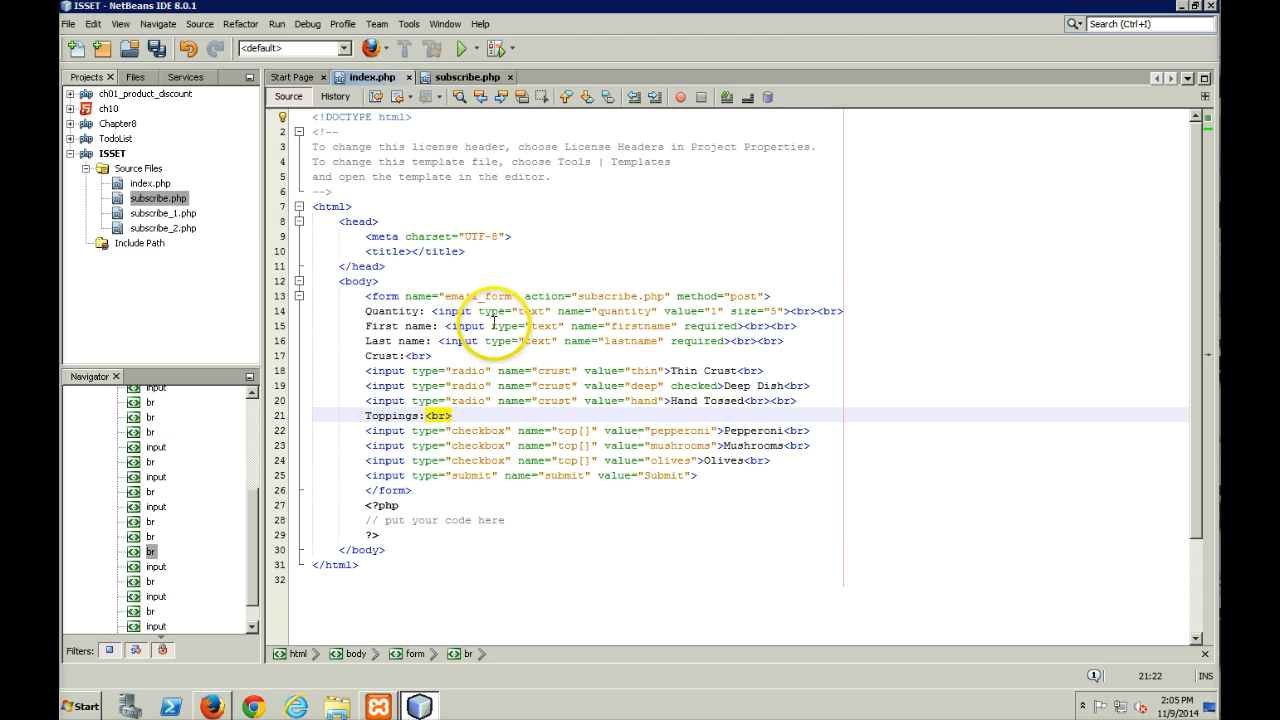 ISSET - NetBeans IDE 8.0.1
File Edit View Navigate Source Refactor Run Debug Profile Team Tools Window Help
Search (Ctrl+I)
<default>
Projects Files Services
Start Page index.php subscribe.php
Source History
ch01_product_discount
ch10
Chapter8
TodoList
ISSET
Source Files
index.php
subscribe.php
subscribe_1.php
subscribe_2.php
Include Path
Navigator
input
br
br
br
input
br
input
br
input
br
br
br
input
br
input
br
input
Filters:
1 <!DOCTYPE html>
2 <!--
3 To change this license header, choose License Headers in Project Properties.
4 To change this template file, choose Tools | Templates
5 and open the template in the editor.
6 -->
7 <html>
8 <head>
9 <meta charset="UTF-8">
10 <title></title>
11 </head>
12 <body>
13 <form name="email_form" action="subscribe.php" method="post">
14 Quantity: <input type="text" name="quantity" value="1" size="5"><br><br>
15 First name: <input type="text" name="firstname" required><br><br>
16 Last name: <input type="text" name="lastname" required><br><br>
17 Crust:<br>
18 <input type="radio" name="crust" value="thin">Thin Crust<br>
19 <input type="radio" name="crust" value="deep" checked>Deep Dish<br>
20 <input type="radio" name="crust" value="hand">Hand Tossed<br><br>
21 Toppings:<br>
22 <input type="checkbox" name="top[]" value="pepperoni">Pepperoni<br>
23 <input type="checkbox" name="top[]" value="mushrooms">Mushrooms<br>
24 <input type="checkbox" name="top[]" value="olives">Olives<br>
25 <input type="submit" name="submit" value="Submit">
26 </form>
27 <?php
28 // put your code here
29 ?>
30 </body>
31 </html>
32
html body form br
21:22 INS
Start
2:05 PM
11/9/2014